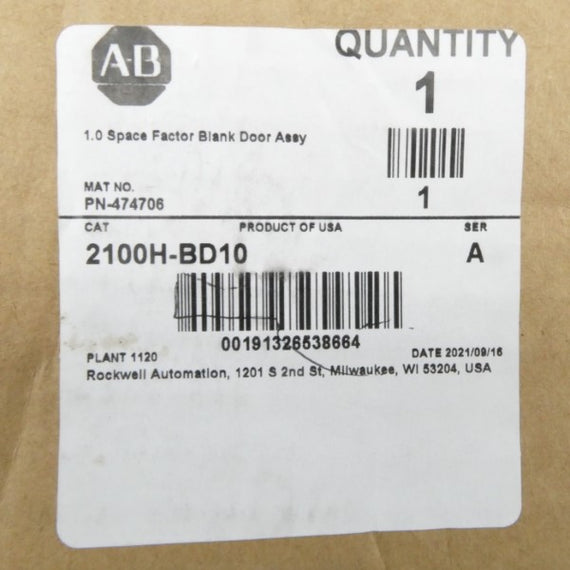 A-B
QUANTITY
1
1.0 Space Factor Blank Door Assy
MAT NO.
PN-474706
1
CAT PRODUCT OF USA SER
2100H-BD10 A
00191326538664
PLANT 1120 DATE 2021/09/16
Rockwell Automation, 1201 S 2nd St, Milwaukee, WI 53204, USA